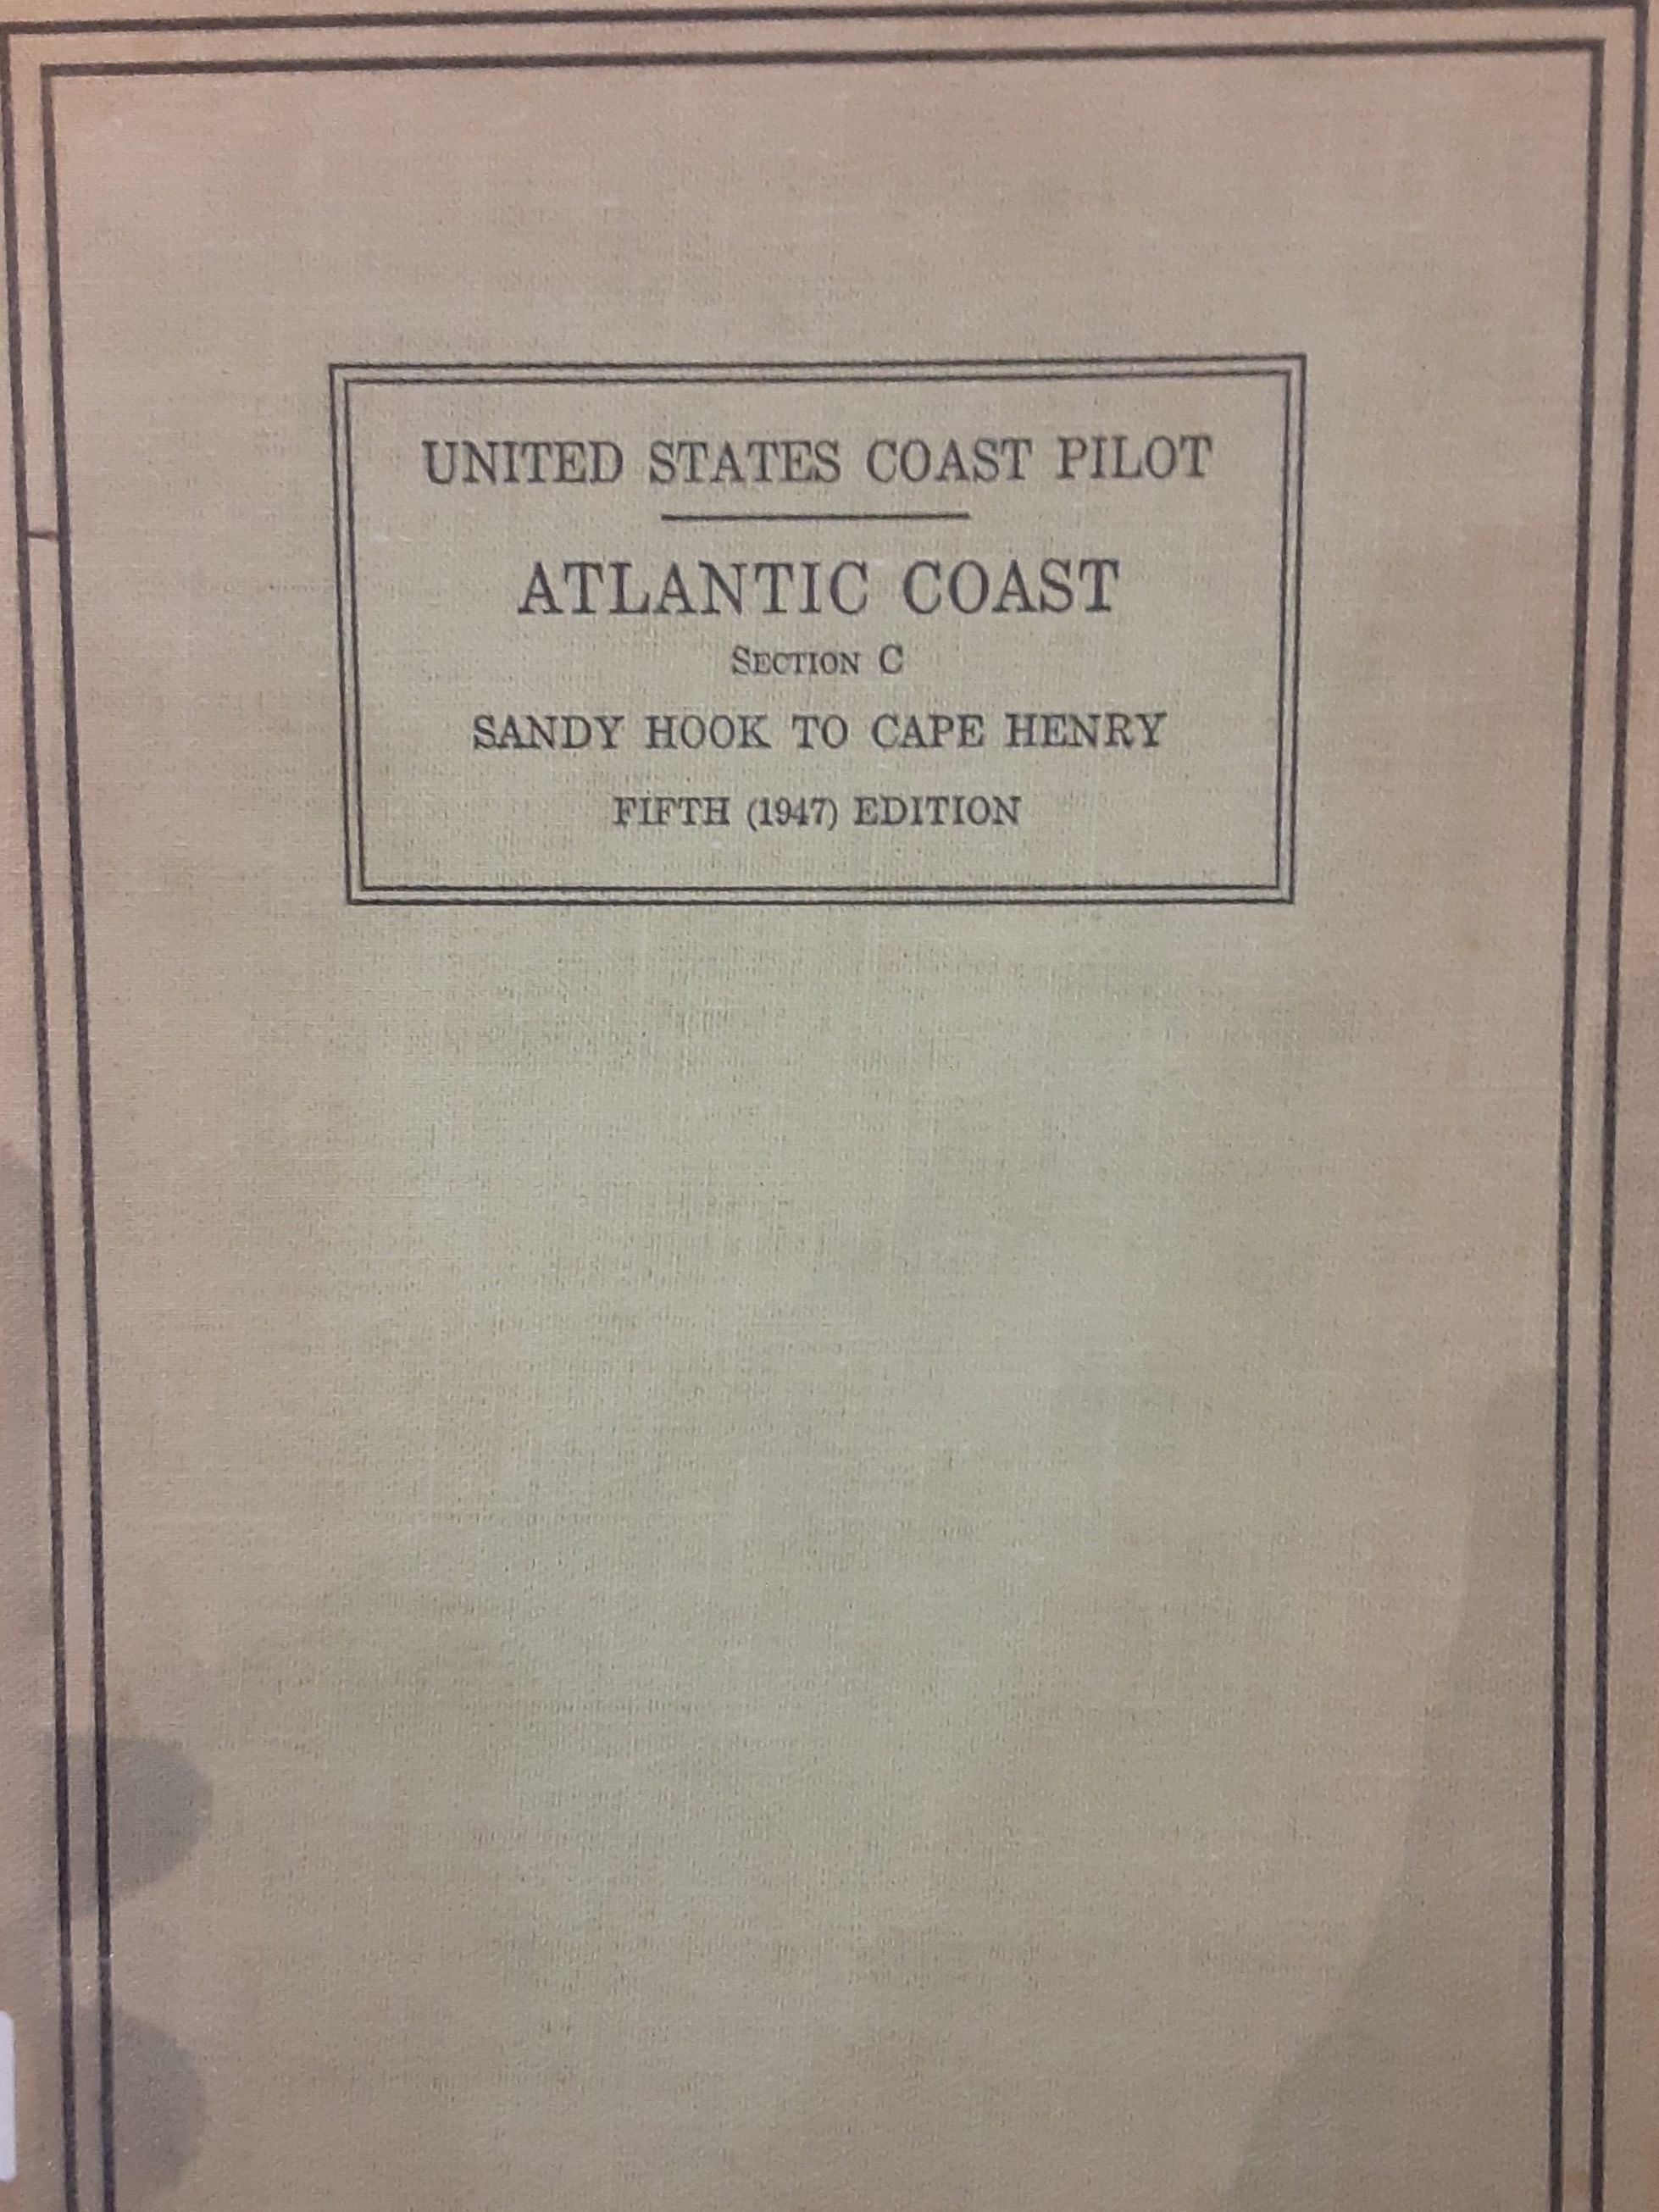 UNITED STATES COAST PILOT
ATLANTIC COAST
SECTION C
SANDY HOOK TO CAPE HENRY
FIFTH (1947) EDITION